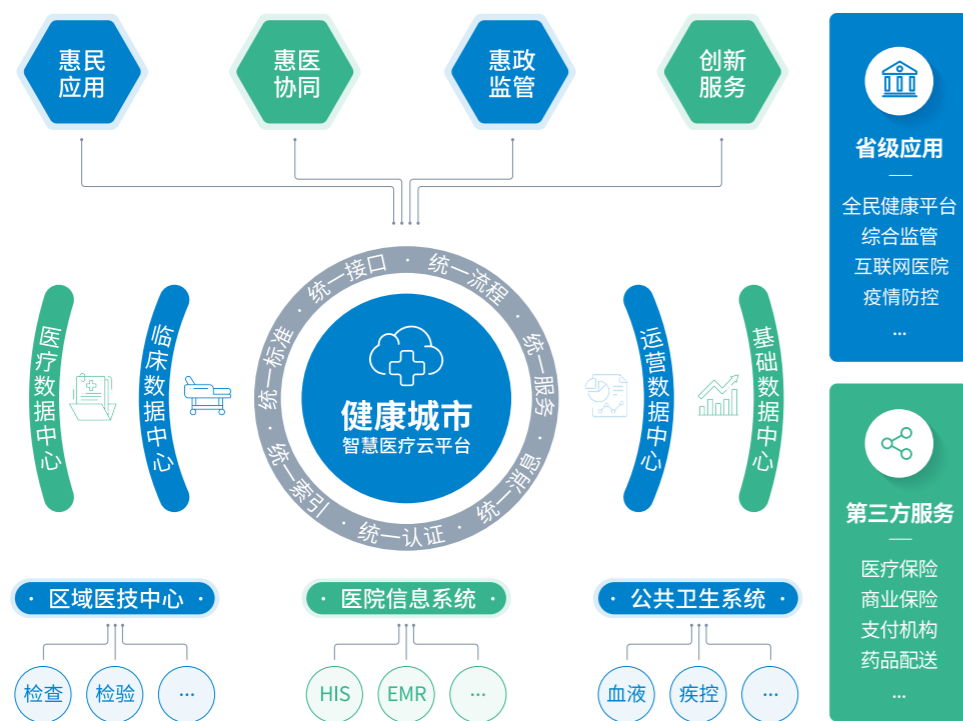 惠民
应用
惠医
协同
惠政
监管
创新
服务
统一接口 · 统一流程 · 统一服务 · 统一消息 · 统一认证 · 统一索引 · 统一标准 ·
医疗数据中心
临床数据中心
健康城市
智慧医疗云平台
运营数据中心
基础数据中心
· 区域医技中心 ·
检查
检验
...
· 医院信息系统 ·
HIS
EMR
...
· 公共卫生系统 ·
血液
疾控
...
省级应用
全民健康平台
综合监管
互联网医院
疫情防控
...
第三方服务
医疗保险
商业保险
支付机构
药品配送
...